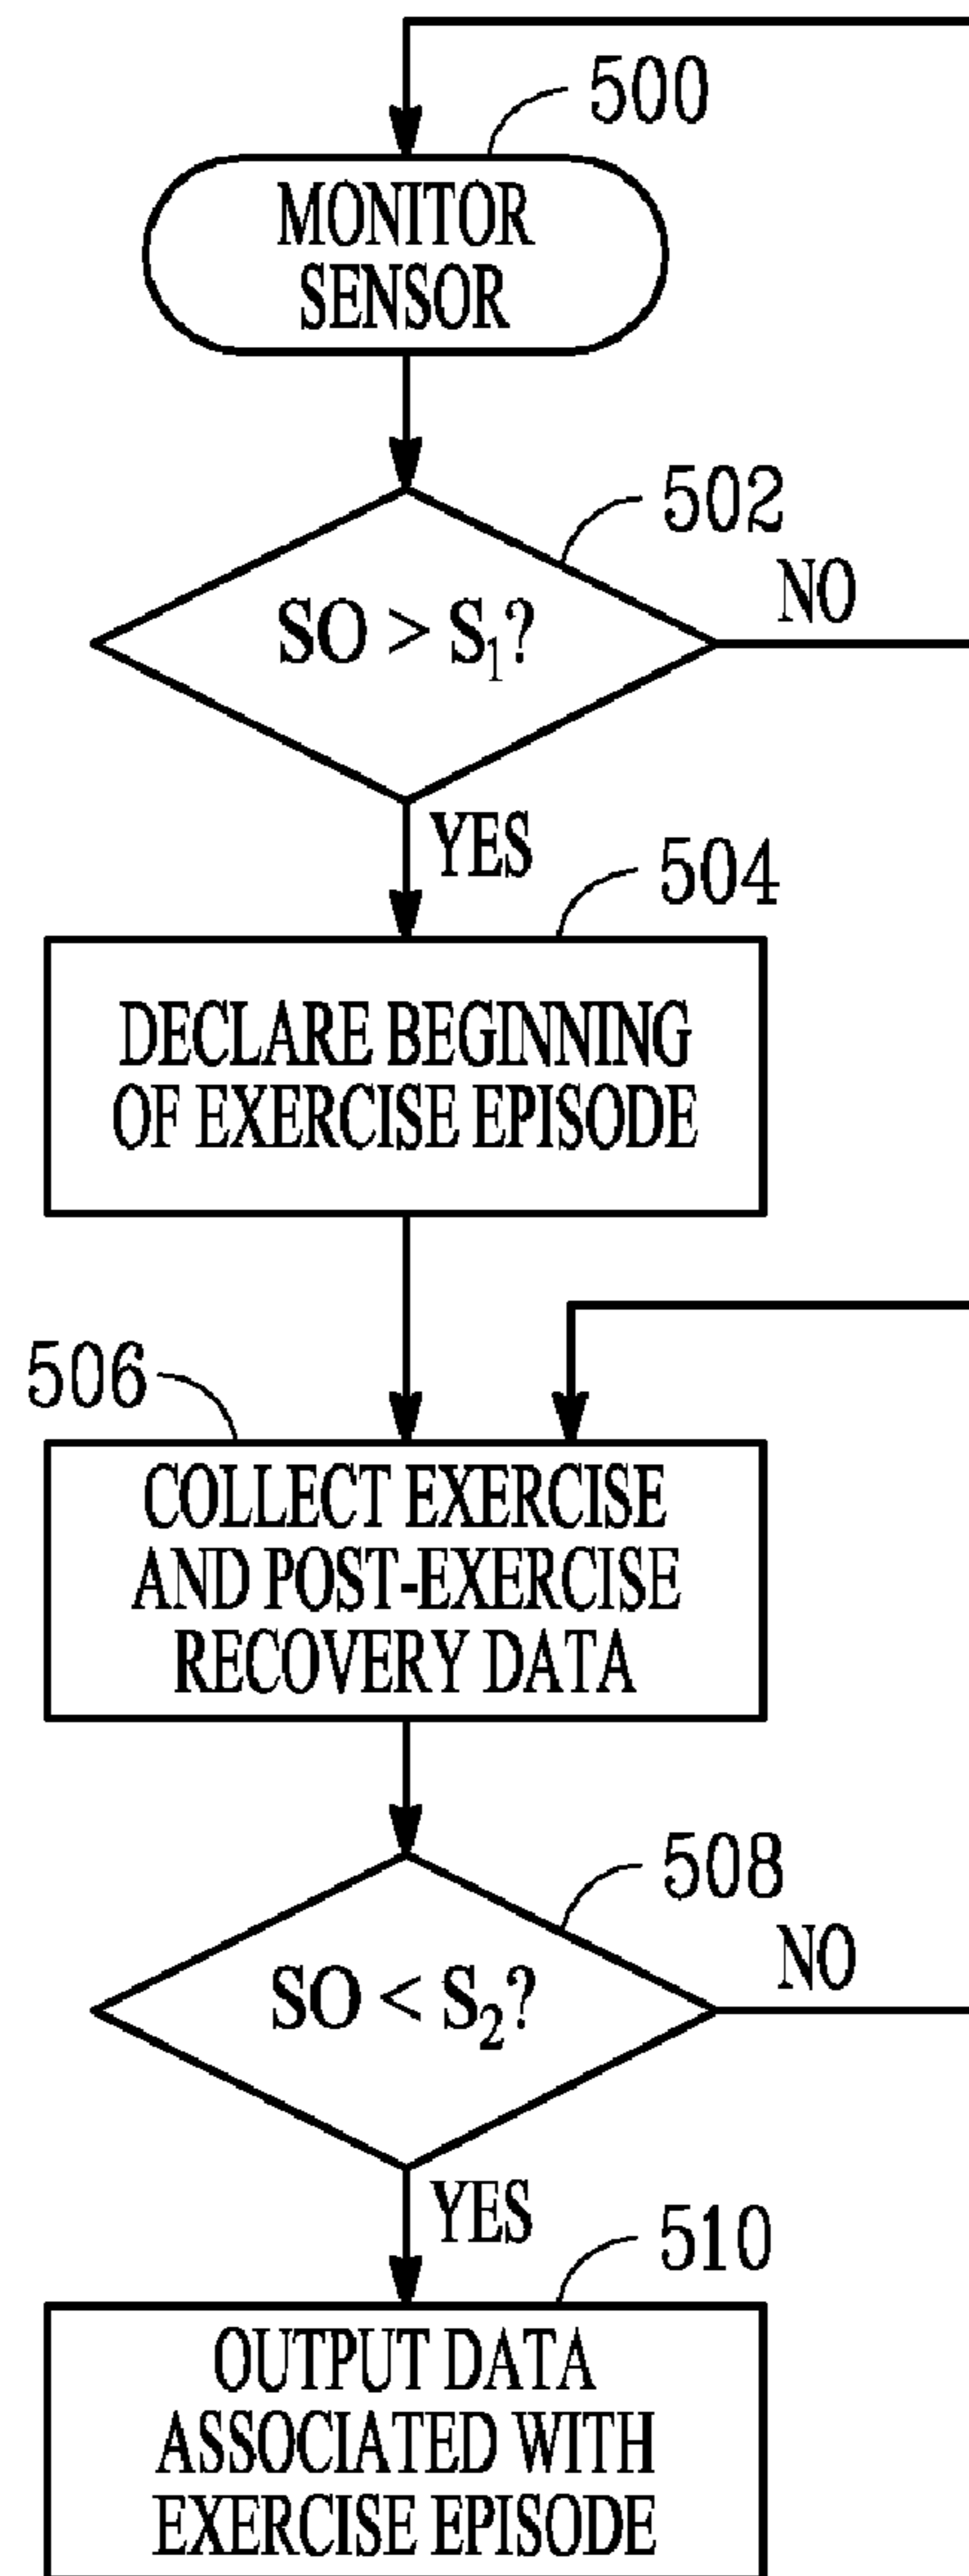 500
MONITOR
SENSOR
502
SO > S₁?
NO
YES
504
DECLARE BEGINNING
OF EXERCISE EPISODE
506
COLLECT EXERCISE
AND POST-EXERCISE
RECOVERY DATA
508
SO < S₂?
NO
YES
510
OUTPUT DATA
ASSOCIATED WITH
EXERCISE EPISODE